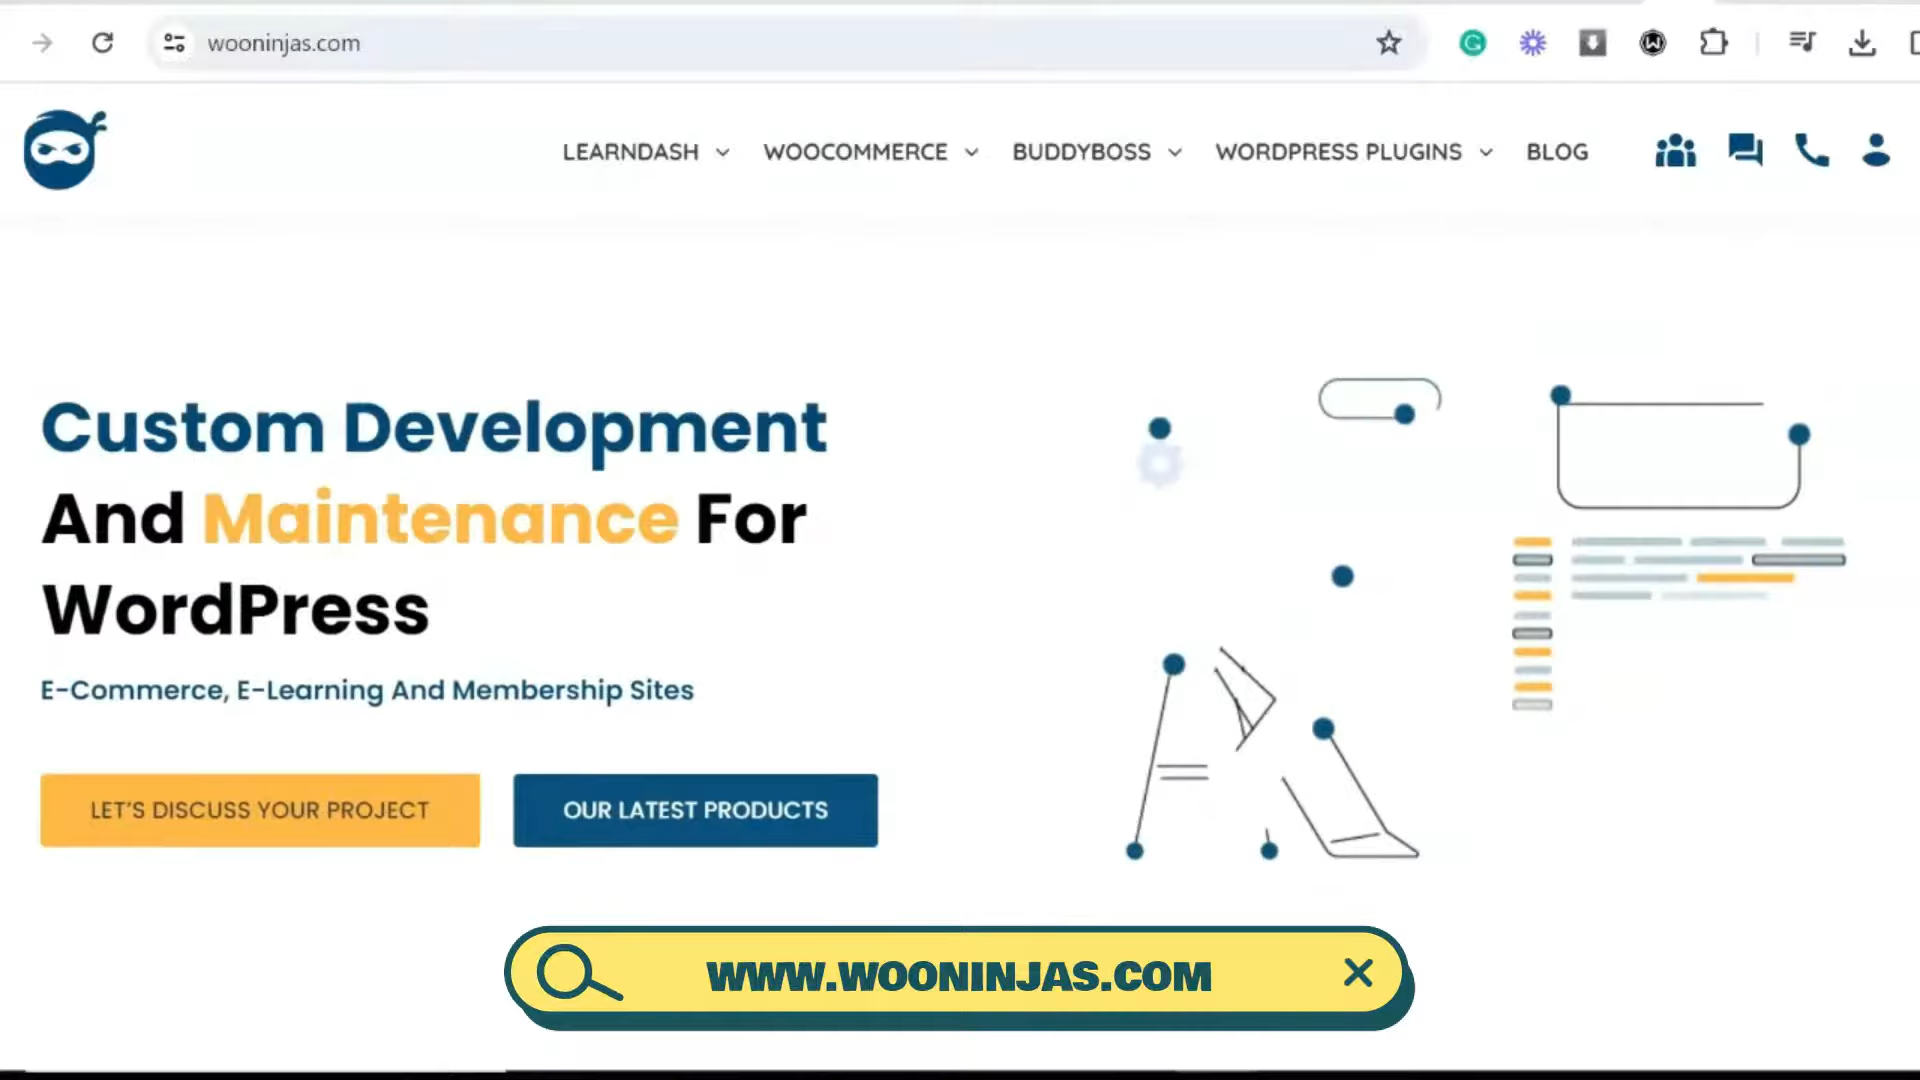 wooninjas.com
LEARNDASH WOOCOMMERCE BUDDYBOSS WORDPRESS PLUGINS BLOG
Custom Development
And Maintenance For
WordPress
E-Commerce, E-Learning And Membership Sites
LET'S DISCUSS YOUR PROJECT OUR LATEST PRODUCTS
WWW.WOONINJAS.COM